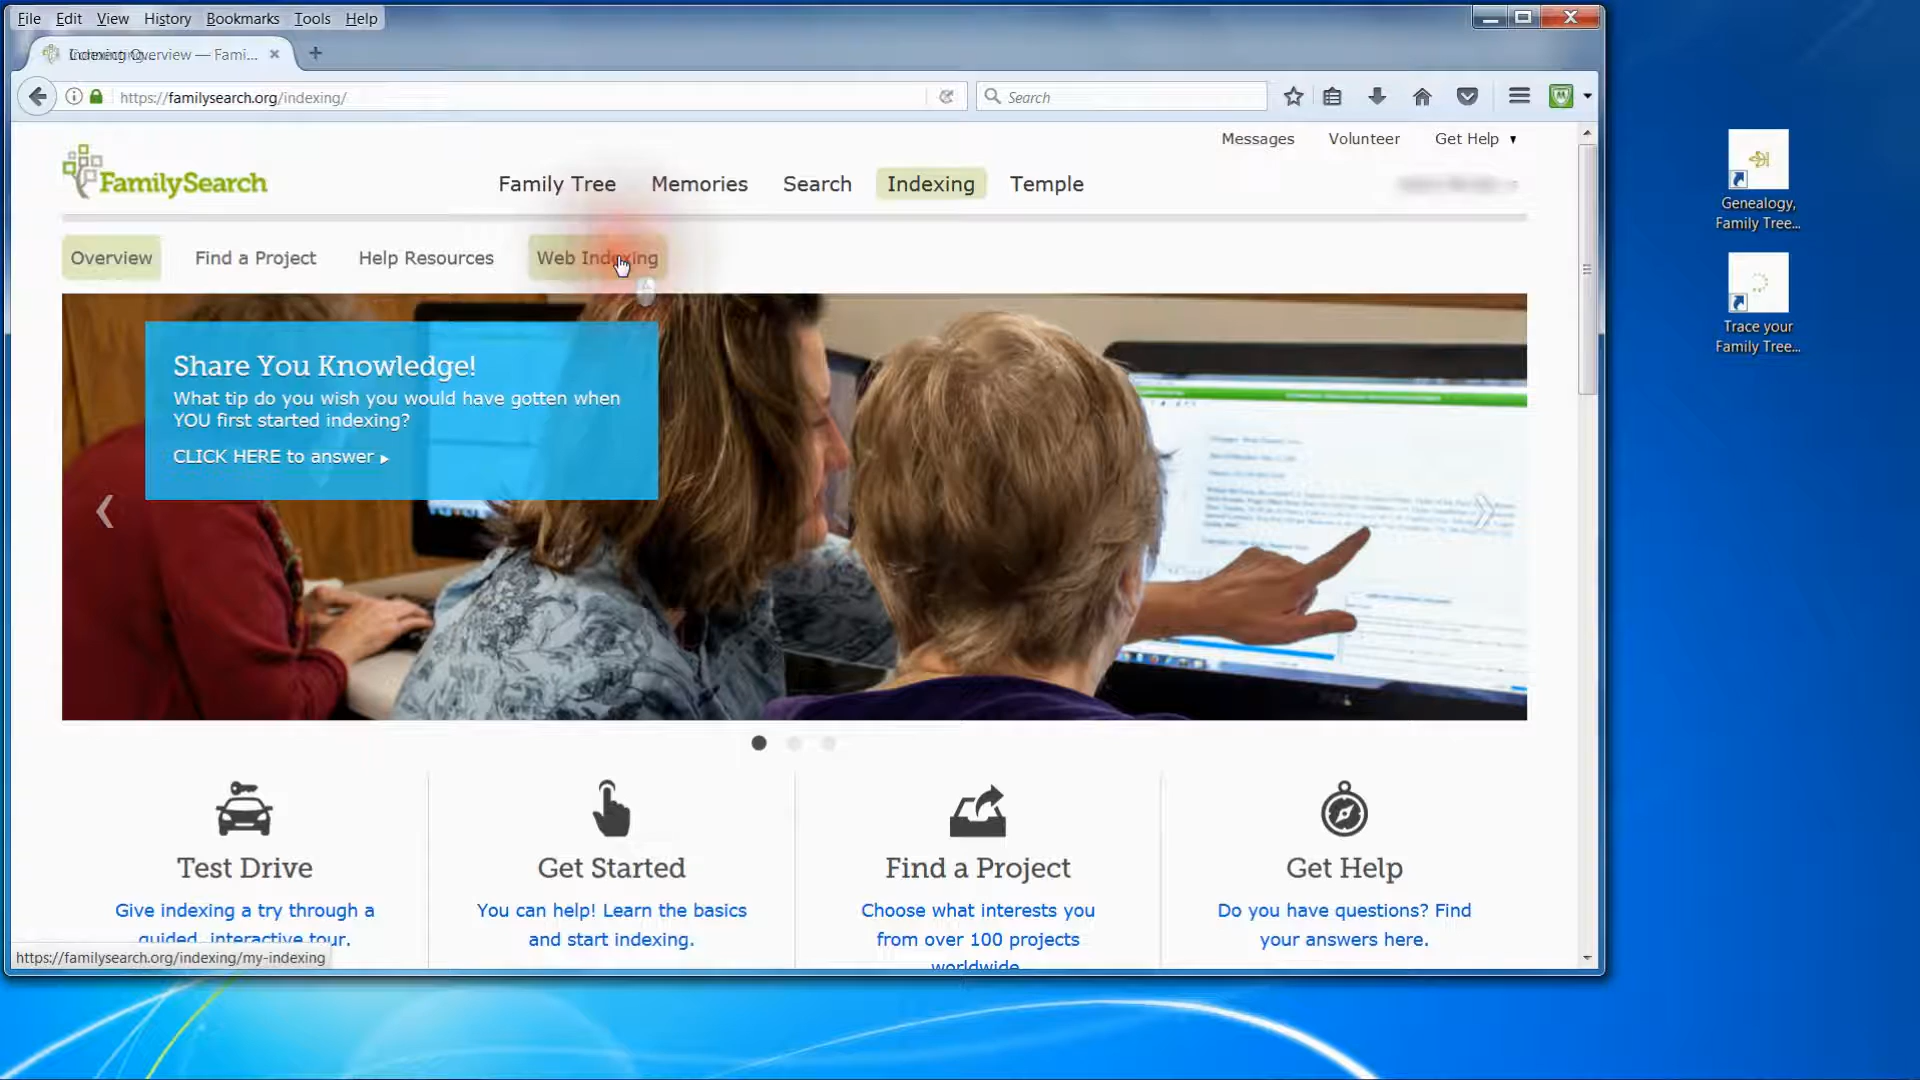 File Edit View History Bookmarks Tools Help
Overview — Fami...
https://familysearch.org/indexing/
Search
Messages Volunteer Get Help
FamilySearch
Family Tree Memories Search Indexing Temple
Overview Find a Project Help Resources Web Indexing
Share You Knowledge!
What tip do you wish you would have gotten when
YOU first started indexing?
CLICK HERE to answer
Test Drive
Give indexing a try through a
guided, interactive tour.
Get Started
You can help! Learn the basics
and start indexing.
Find a Project
Choose what interests you
from over 100 projects
worldwide.
Get Help
Do you have questions? Find
your answers here.
https://familysearch.org/indexing/my-indexing
Genealogy,
Family Tree...
Trace your
Family Tree...